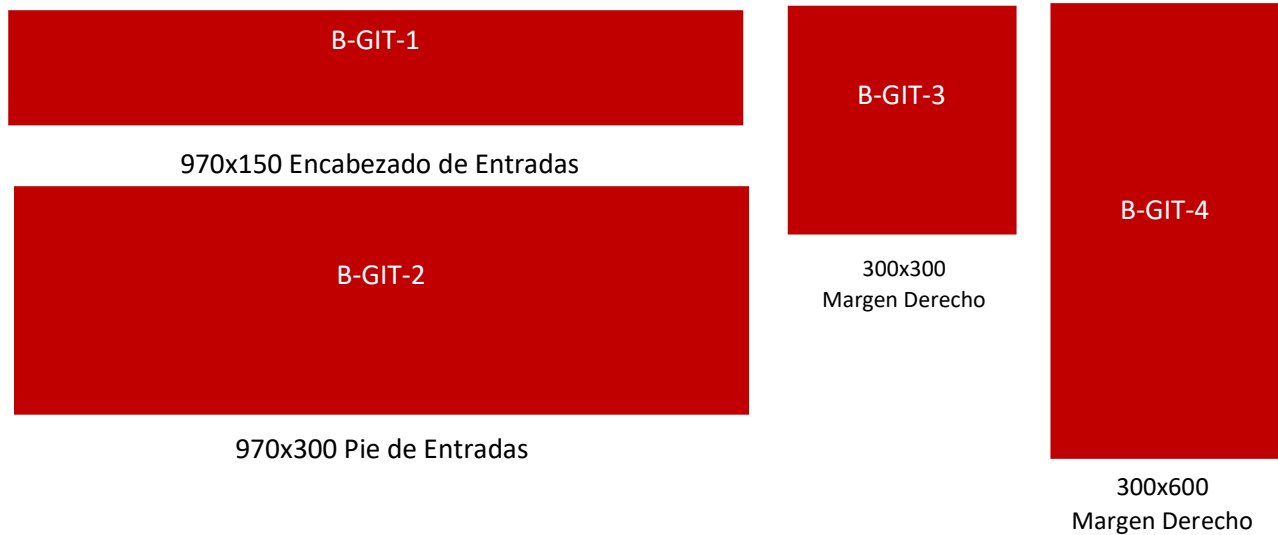 B-GIT-1
970x150 Encabezado de Entradas
B-GIT-2
970x300 Pie de Entradas
B-GIT-3
300x300
Margen Derecho
B-GIT-4
300x600
Margen Derecho